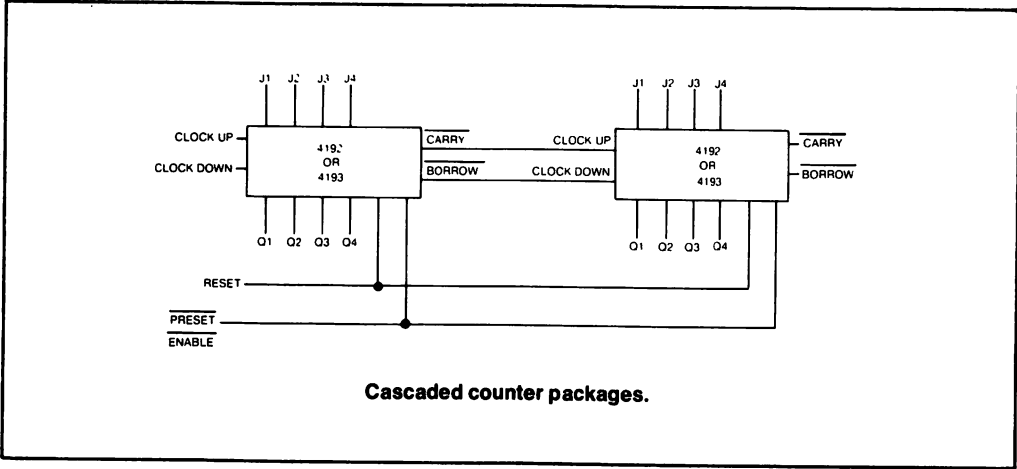 J1 J2 J3 J4
J1 J2 J3 J4
CLOCK UP
4192
OR
4193
CARRY
CLOCK UP
4192
OR
4193
CARRY
CLOCK DOWN
BORROW
CLOCK DOWN
BORROW
Q1 Q2 Q3 Q4
Q1 Q2 Q3 Q4
RESET
PRESET
ENABLE
Cascaded counter packages.